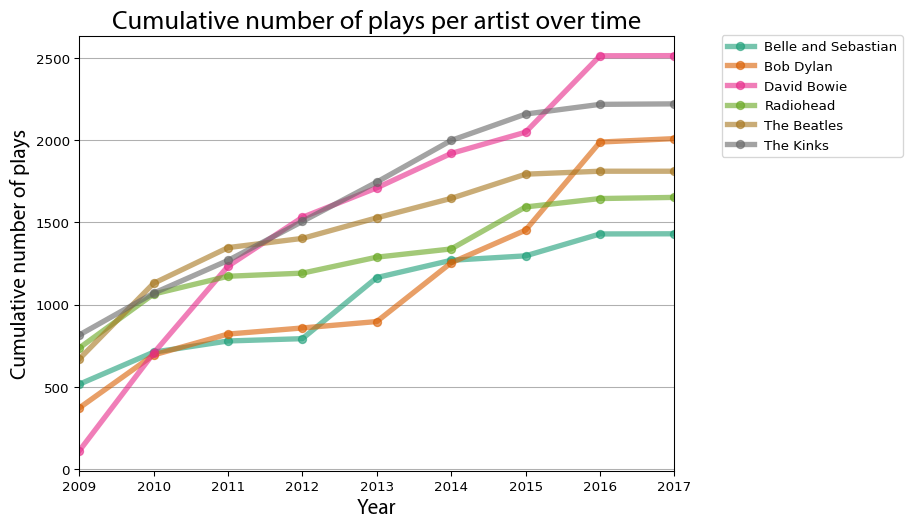 Cumulative number of plays per artist over time
Belle and Sebastian
Bob Dylan
David Bowie
Radiohead
The Beatles
The Kinks
Cumulative number of plays
2500
2000
1500
1000
500
0
2009 2010 2011 2012 2013 2014 2015 2016 2017
Year